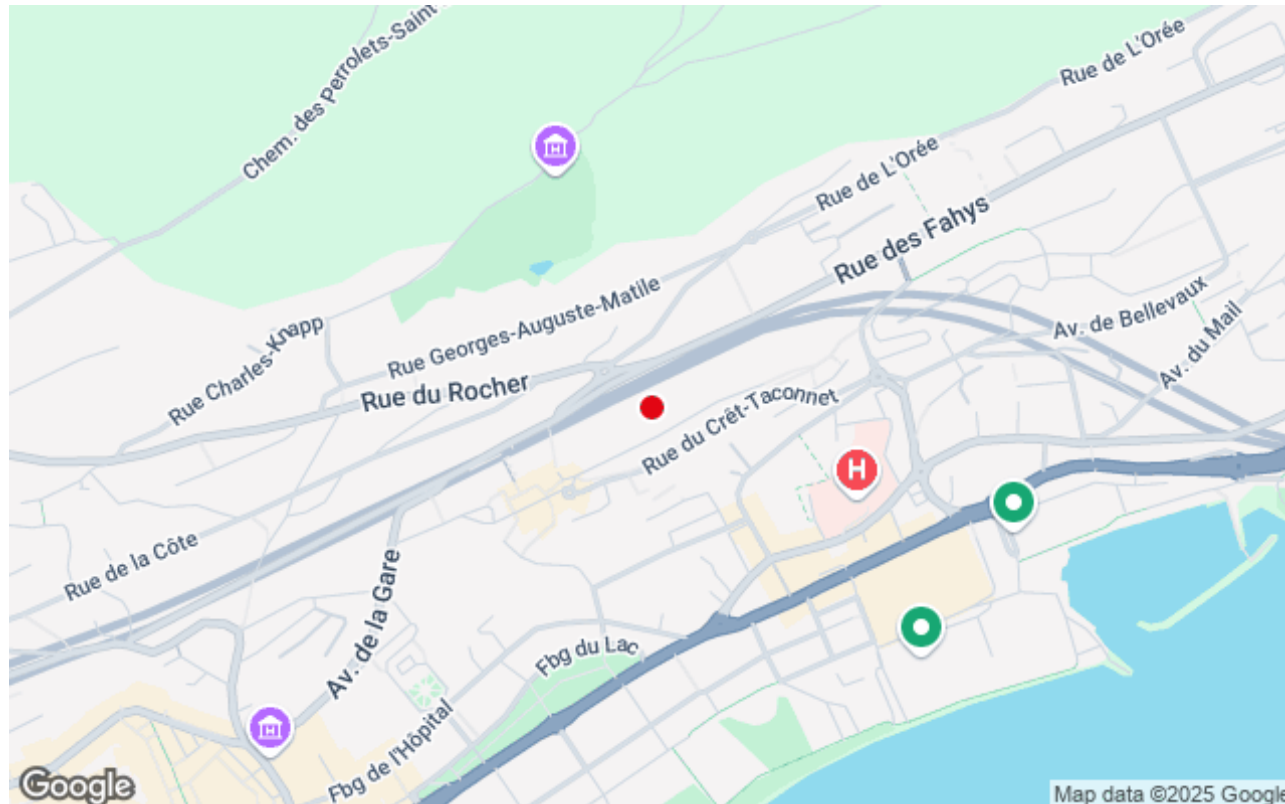 Chem. des Perrolets-Saint
Rue de L'Orée
Rue de L'Orée
Rue des Fahys
Rue Georges-Auguste-Matile
Rue Charles-Knapp
Rue du Rocher
Av. de Bellevaux
Av. du Mail
Rue du Crêt-Taconnet
H
Rue de la Côte
Av. de la Gare
Fbg du Lac
Fbg de l'Hôpital
Google
Map data ©2025 Google